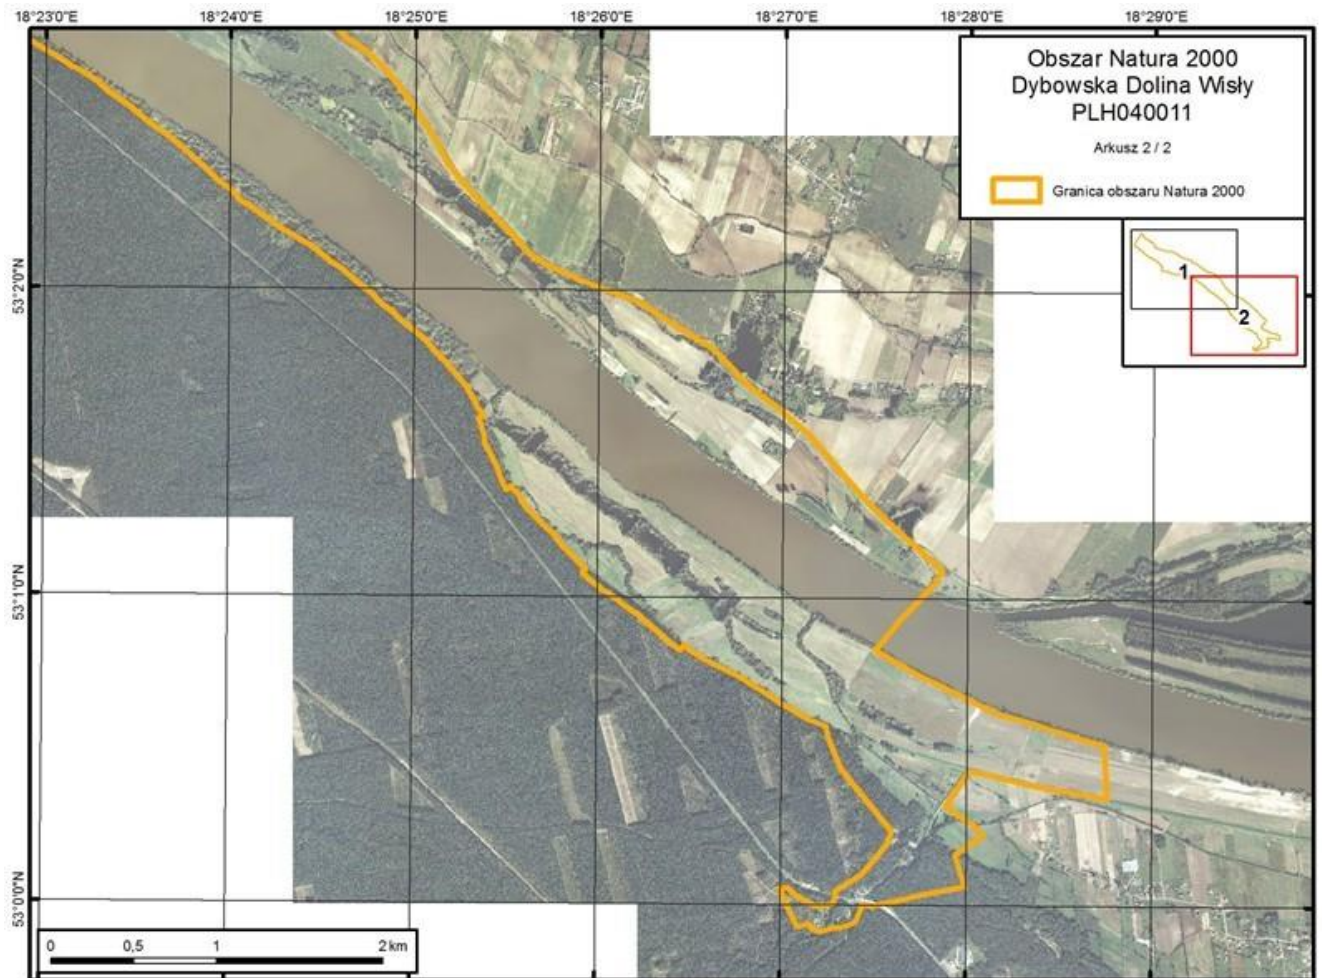 18°23'0"E 18°24'0"E 18°25'0"E 18°26'0"E 18°27'0"E 18°28'0"E 18°29'0"E
Obszar Natura 2000
Dybowska Dolina Wisły
PLH040011
Arkusz 2 / 2
Granica obszaru Natura 2000
1
2
53°2'0"N
53°1'0"N
53°0'0"N
0 0,5 1 2 km